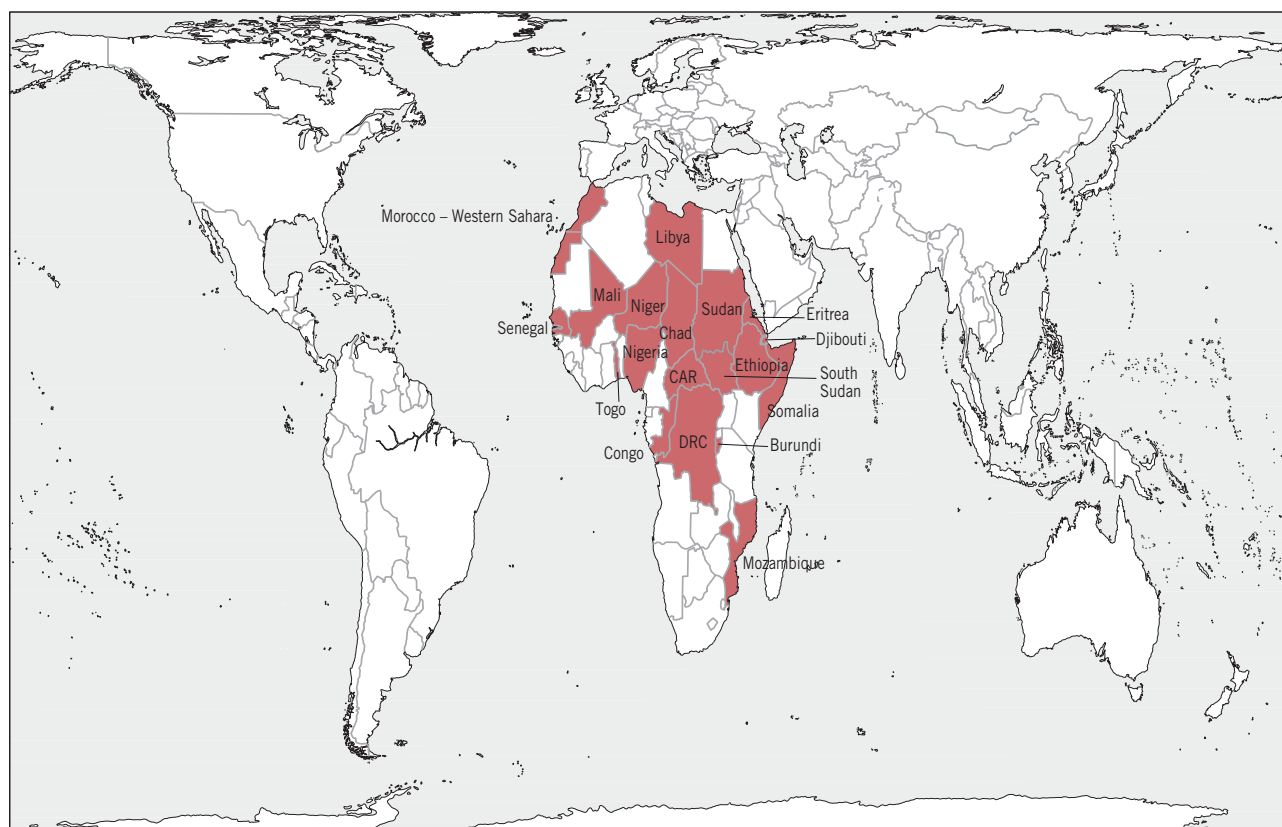 Morocco – Western Sahara
Libya
Mali
Niger
Sudan
Eritrea
Senegal
Chad
Djibouti
Nigeria
Ethiopia
South
Sudan
CAR
Togo
Somalia
DRC
Burundi
Congo
Mozambique